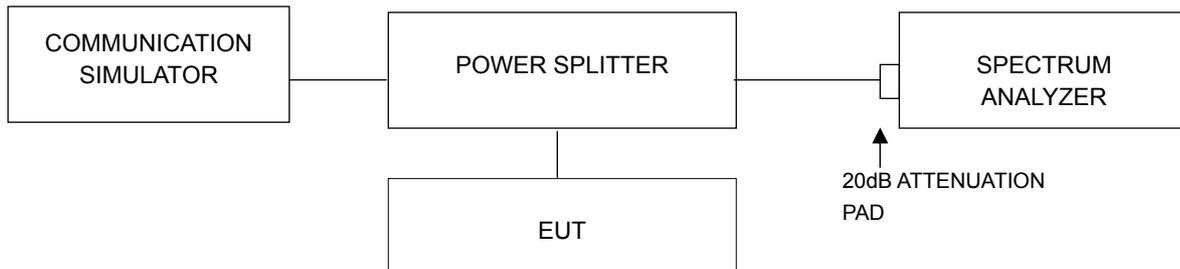 COMMUNICATION
SIMULATOR
POWER SPLITTER
SPECTRUM
ANALYZER
20dB ATTENUATION
PAD
EUT